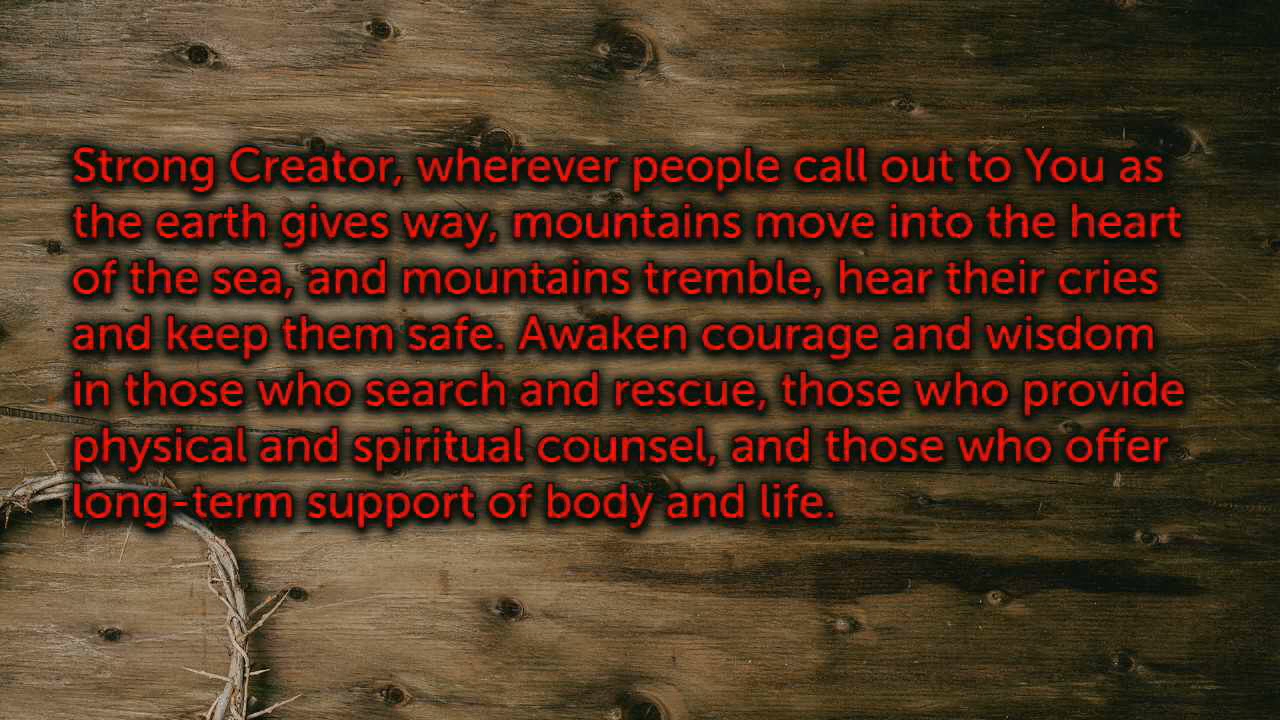 Strong Creator, wherever people call out to You as
the earth gives way, mountains move into the heart
of the sea, and mountains tremble, hear their cries
and keep them safe. Awaken courage and wisdom
in those who search and rescue, those who provide
physical and spiritual counsel, and those who offer
long-term support of body and life.